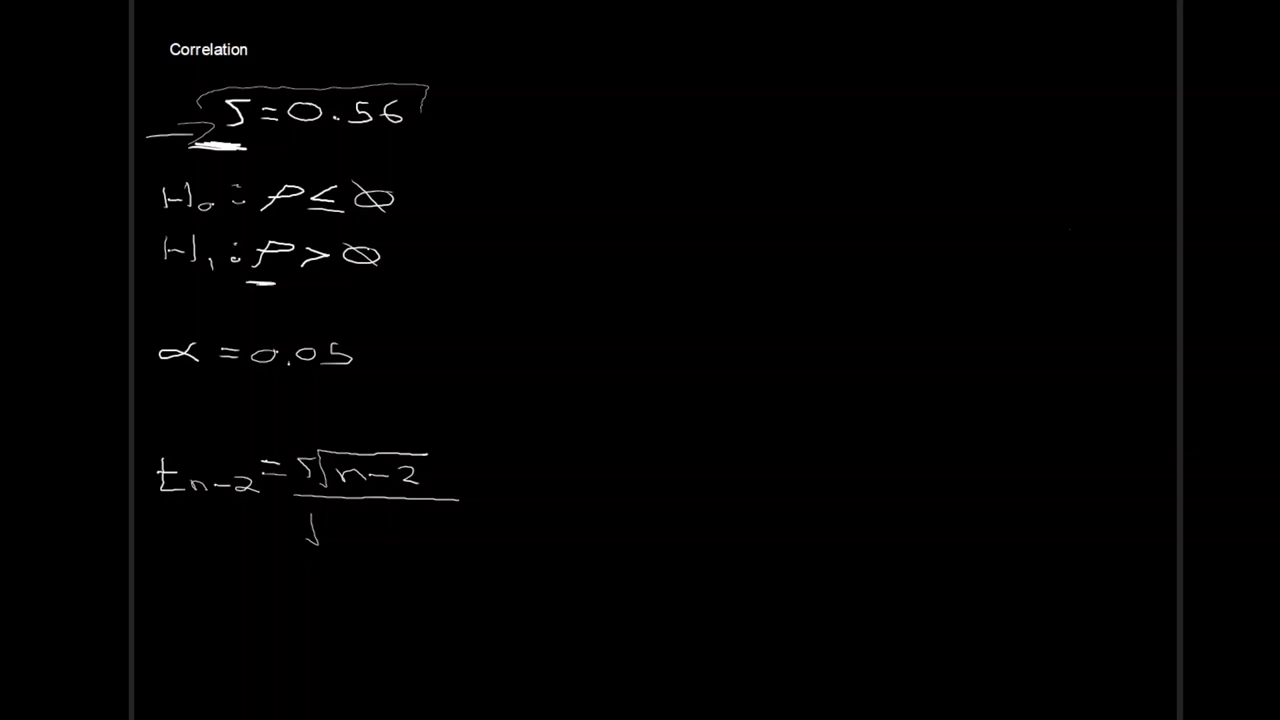 Correlation
r = 0.56
H₀ : ρ ≤ 0
H₁ : ρ > 0
α = 0.05
tₙ₋₂ = r√n-2
√